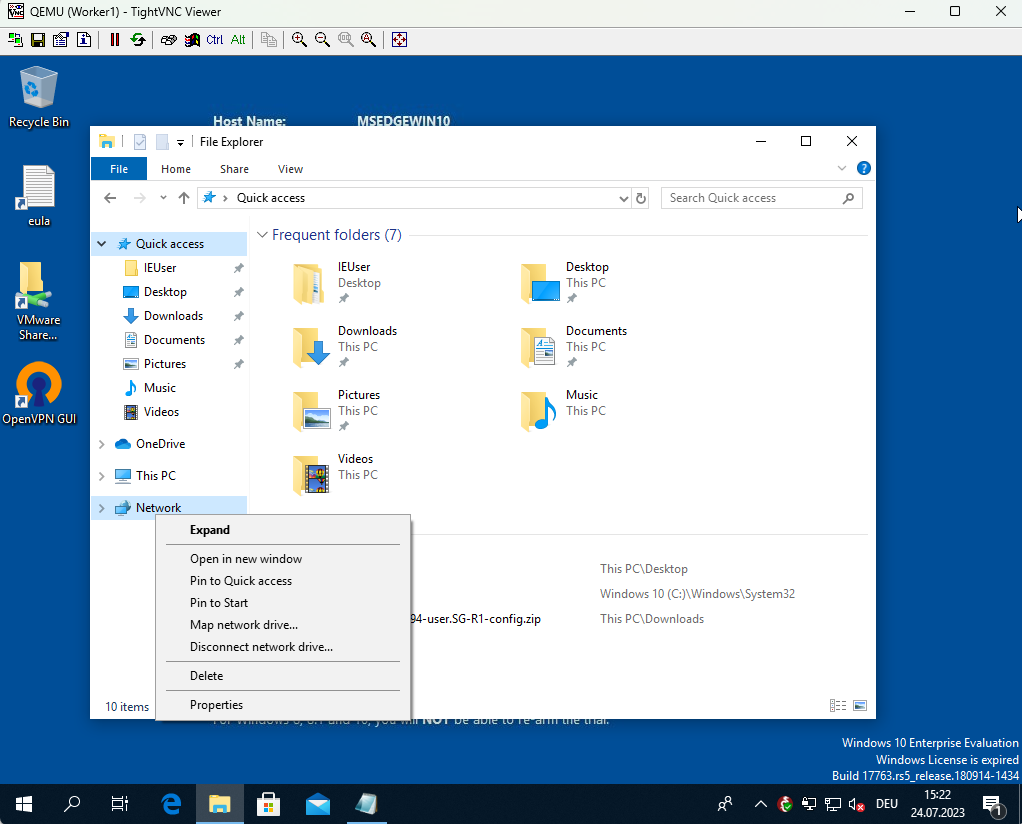 QEMU (Worker1) - TightVNC Viewer
Ctrl Alt
Recycle Bin
eula
VMware
Share...
OpenVPN GUI
Host Name: MSEDGEWIN10
File Explorer
File Home Share View
Quick access
Search Quick access
Quick access
IEUser
Desktop
Downloads
Documents
Pictures
Music
Videos
OneDrive
This PC
Network
Frequent folders (7)
IEUser
Desktop
Desktop
This PC
Downloads
This PC
Documents
This PC
Pictures
This PC
Music
This PC
Videos
This PC
Expand
Open in new window
Pin to Quick access
Pin to Start
Map network drive...
Disconnect network drive...
Delete
Properties
This PC\Desktop
Windows 10 (C:)\Windows\System32
94-user.SG-R1-config.zip This PC\Downloads
10 items
For Windows 8, 8.1 and 10, you will NOT be able to re-arm the trial.
Windows 10 Enterprise Evaluation
Windows License is expired
Build 17763.rs5_release.180914-1434
DEU
15:22
24.07.2023
1